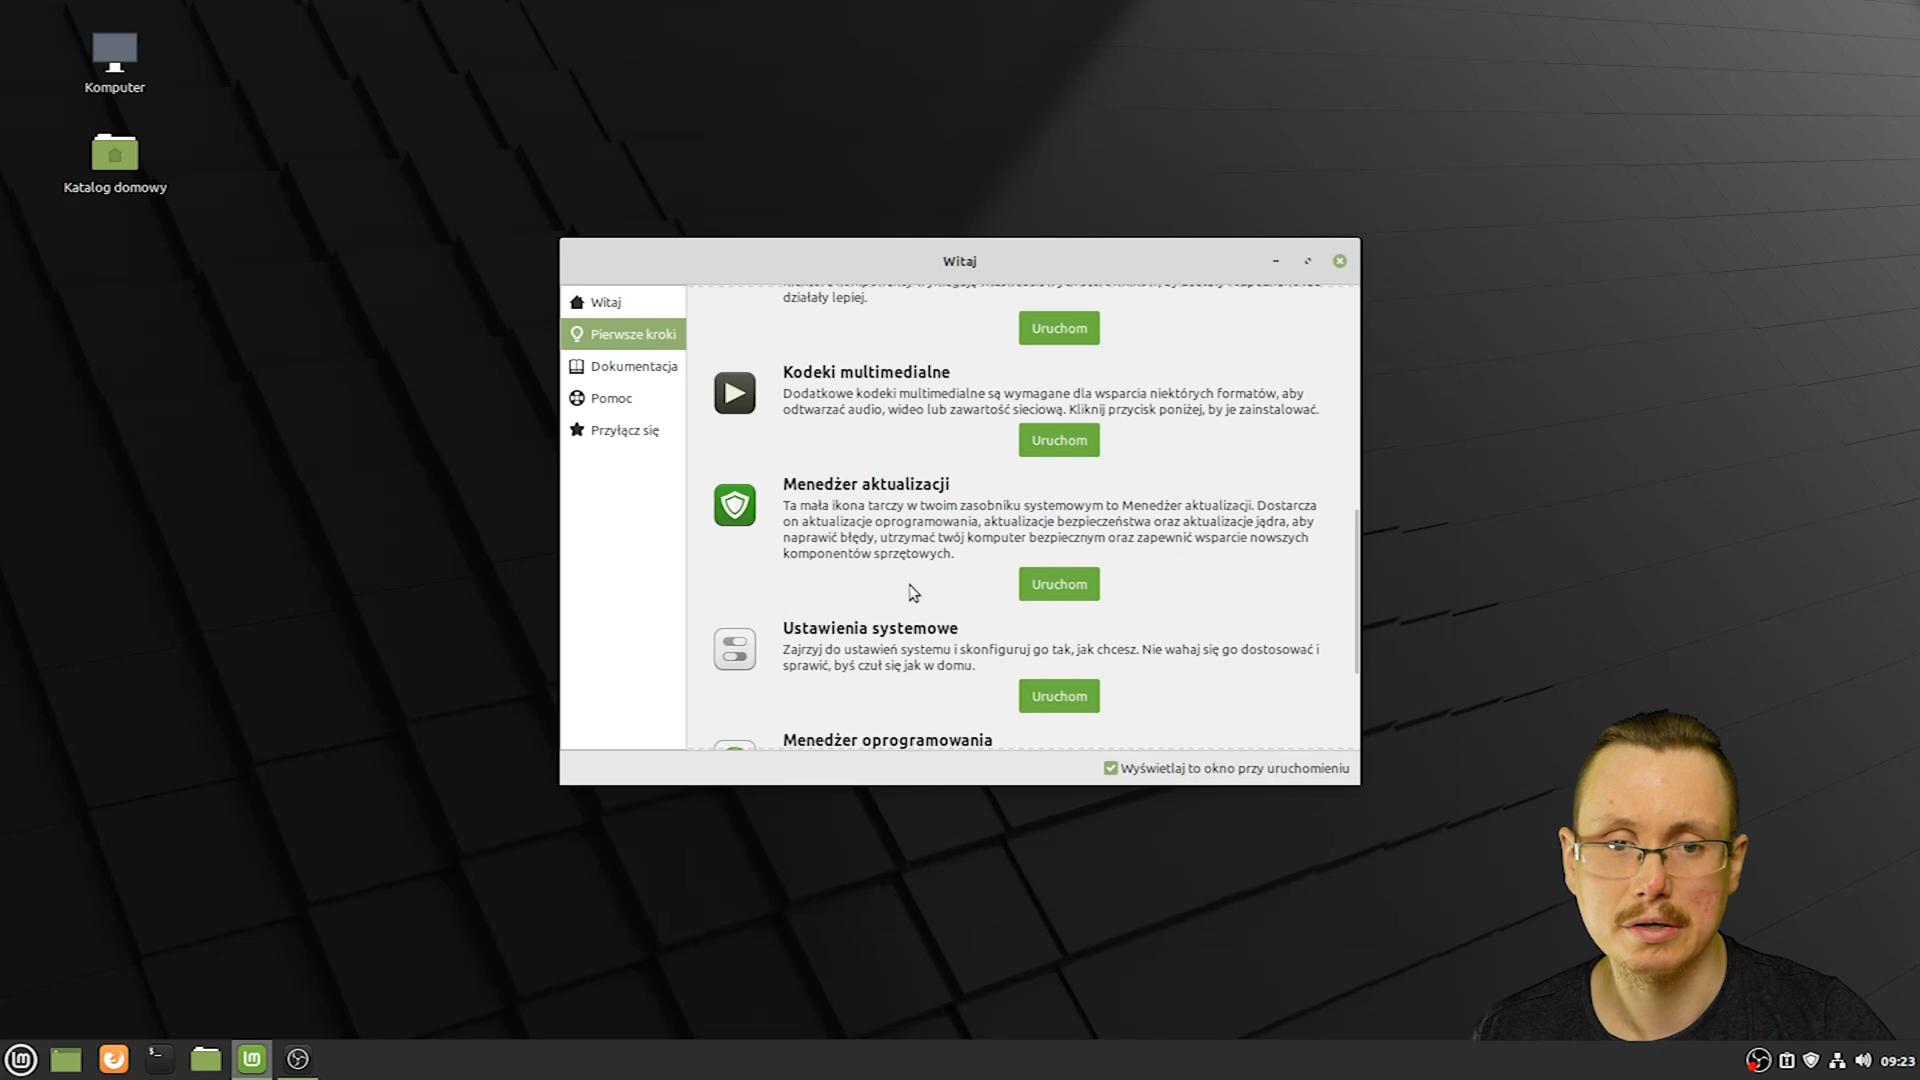 Komputer
Katalog domowy
Witaj
Witaj
Pierwsze kroki
Dokumentacja
Pomoc
Przyłącz się
działały lepiej.
Uruchom
Kodeki multimedialne
Dodatkowe kodeki multimedialne są wymagane dla wsparcia niektórych formatów, aby
odtwarzać audio, wideo lub zawartość sieciową. Kliknij przycisk poniżej, by je zainstalować.
Uruchom
Menedżer aktualizacji
Ta mała ikona tarczy w twoim zasobniku systemowym to Menedżer aktualizacji. Dostarcza
on aktualizacje oprogramowania, aktualizacje bezpieczeństwa oraz aktualizacje jądra, aby
naprawić błędy, utrzymać twój komputer bezpiecznym oraz zapewnić wsparcie nowszych
komponentów sprzętowych.
Uruchom
Ustawienia systemowe
Zajrzyj do ustawień systemu i skonfiguruj go tak, jak chcesz. Nie wahaj się go dostosować i
sprawić, byś czuł się jak w domu.
Uruchom
Menedżer oprogramowania
Wyświetlaj to okno przy uruchomieniu
09:23